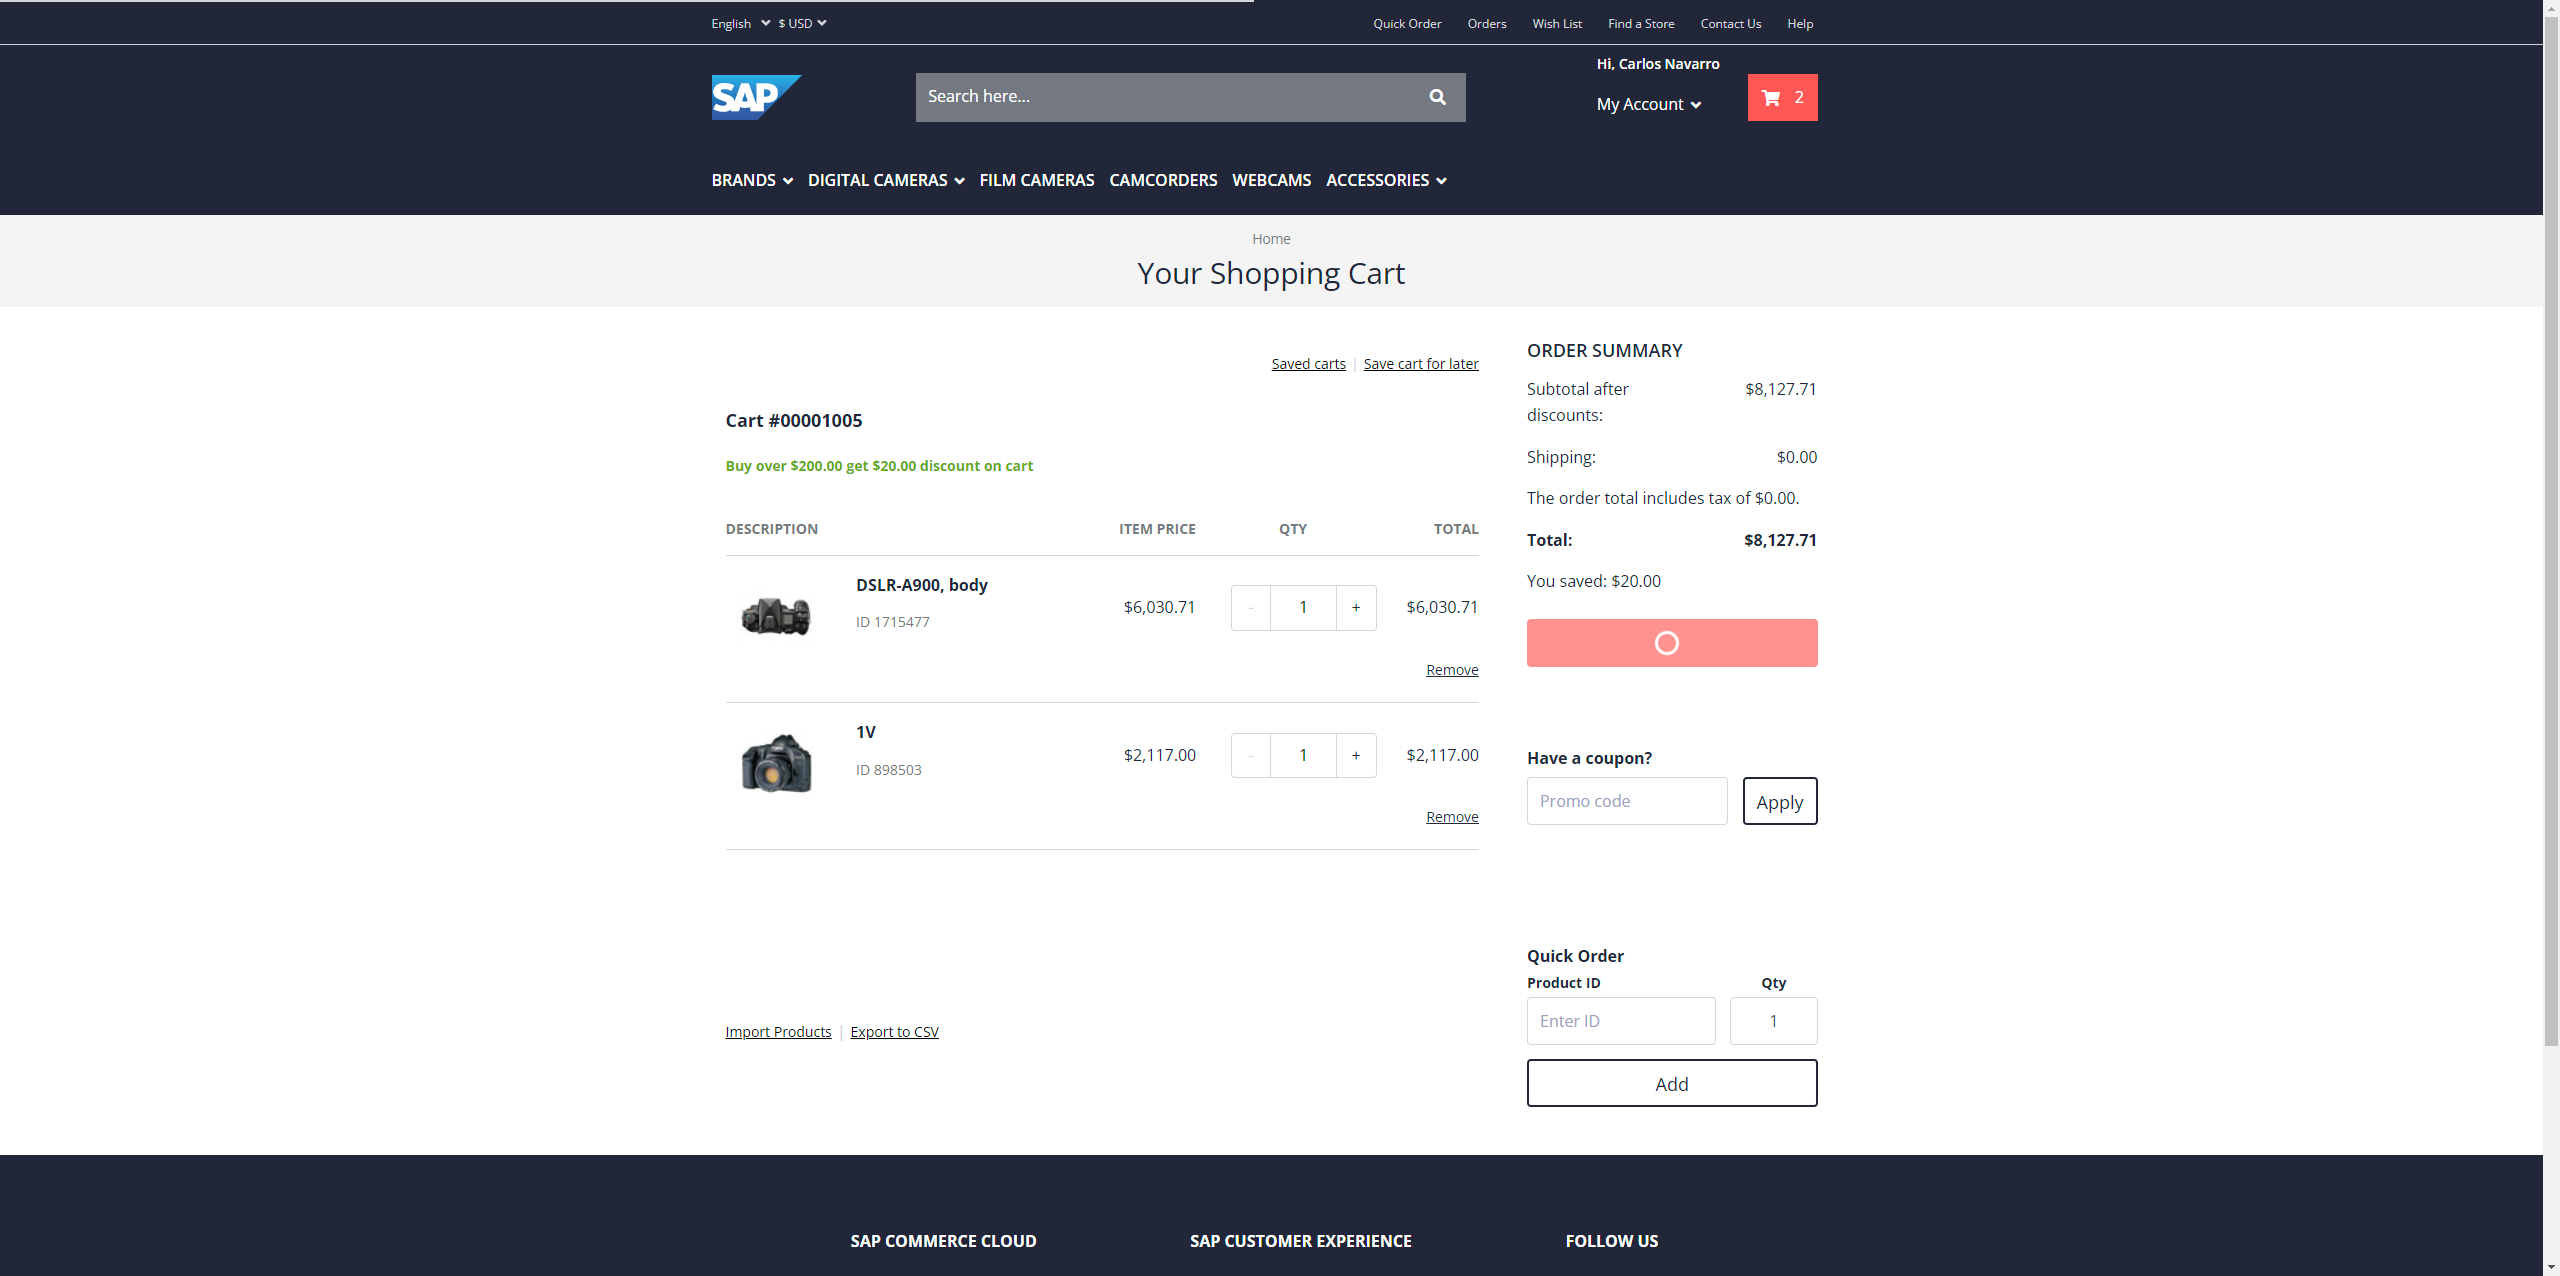 English $ USD
Quick Order Orders Wish List Find a Store Contact Us Help
Hi, Carlos Navarro
SAP
Search here...
My Account
2
BRANDS DIGITAL CAMERAS FILM CAMERAS CAMCORDERS WEBCAMS ACCESSORIES
Home
Your Shopping Cart
Saved carts | Save cart for later
Cart #00001005
Buy over $200.00 get $20.00 discount on cart
DESCRIPTION ITEM PRICE QTY TOTAL
DSLR-A900, body
ID 1715477
$6,030.71 - 1 + $6,030.71
Remove
1V
ID 898503
$2,117.00 - 1 + $2,117.00
Remove
Import Products | Export to CSV
ORDER SUMMARY
Subtotal after discounts: $8,127.71
Shipping: $0.00
The order total includes tax of $0.00.
Total: $8,127.71
You saved: $20.00
Have a coupon?
Promo code Apply
Quick Order
Product ID Qty
Enter ID 1
Add
SAP COMMERCE CLOUD SAP CUSTOMER EXPERIENCE FOLLOW US